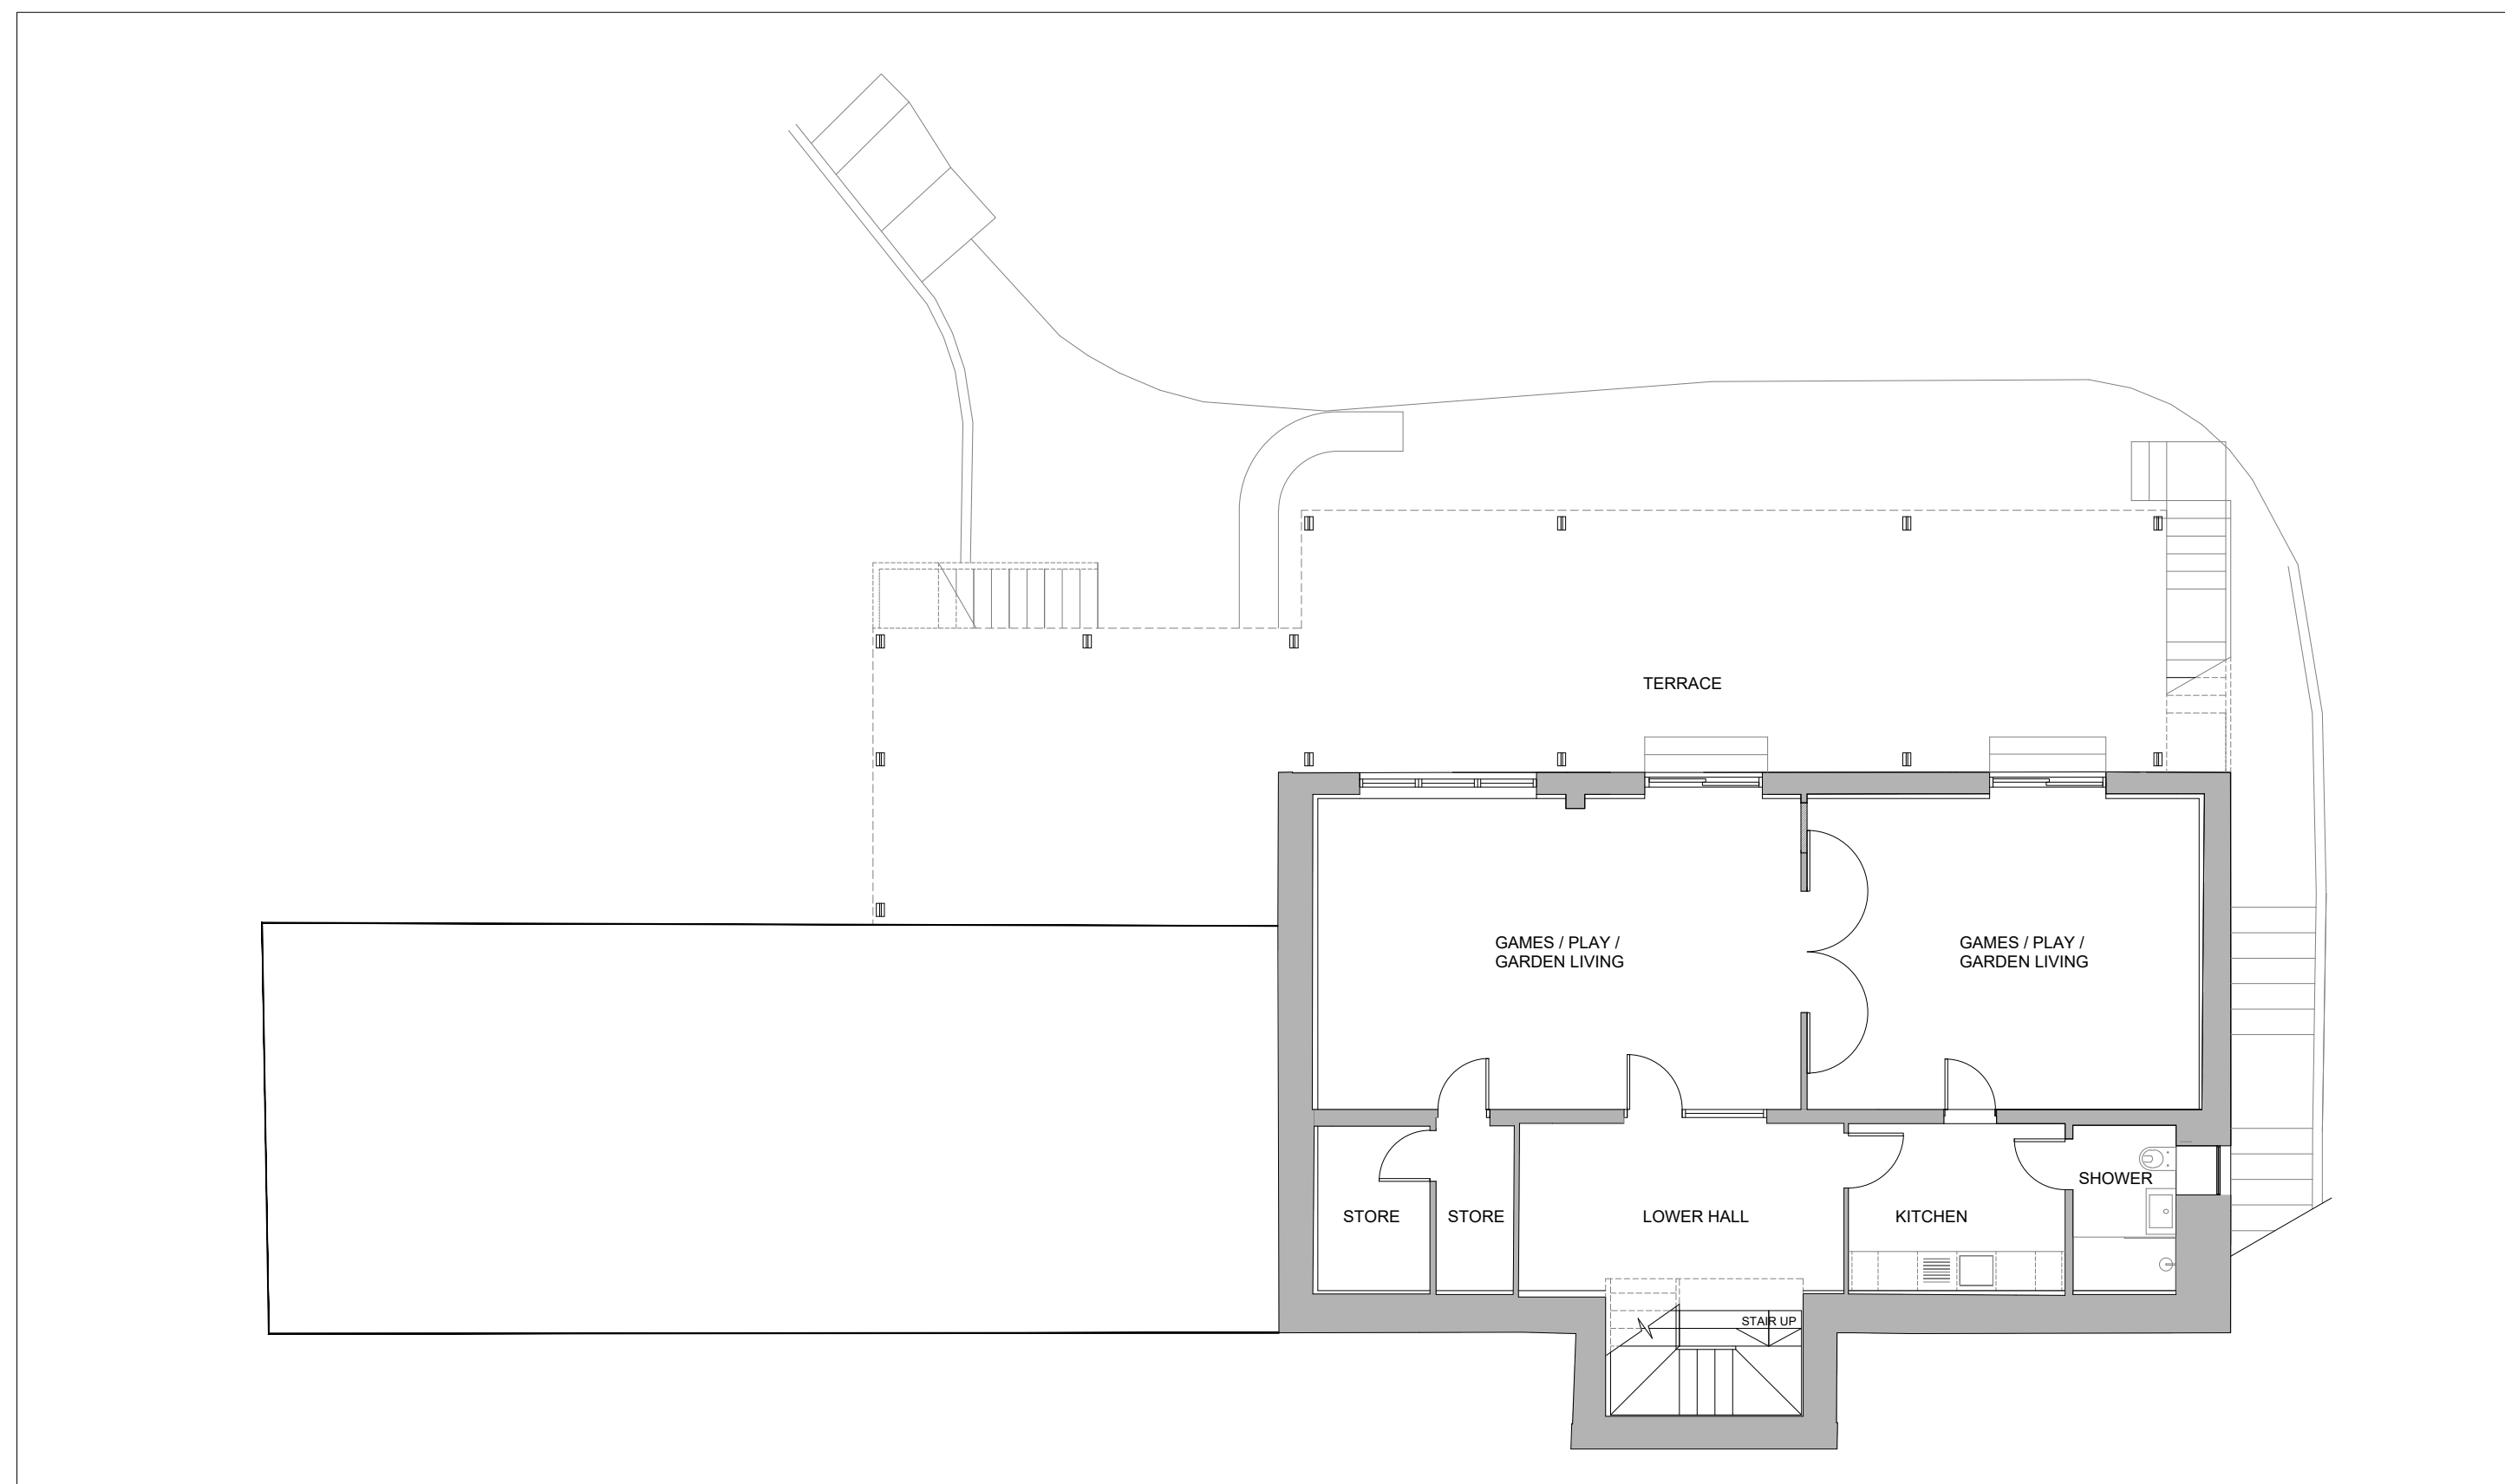 TERRACE
GAMES / PLAY /
GARDEN LIVING
GAMES / PLAY /
GARDEN LIVING
SHOWER
STORE
STORE
LOWER HALL
KITCHEN
STAIR UP